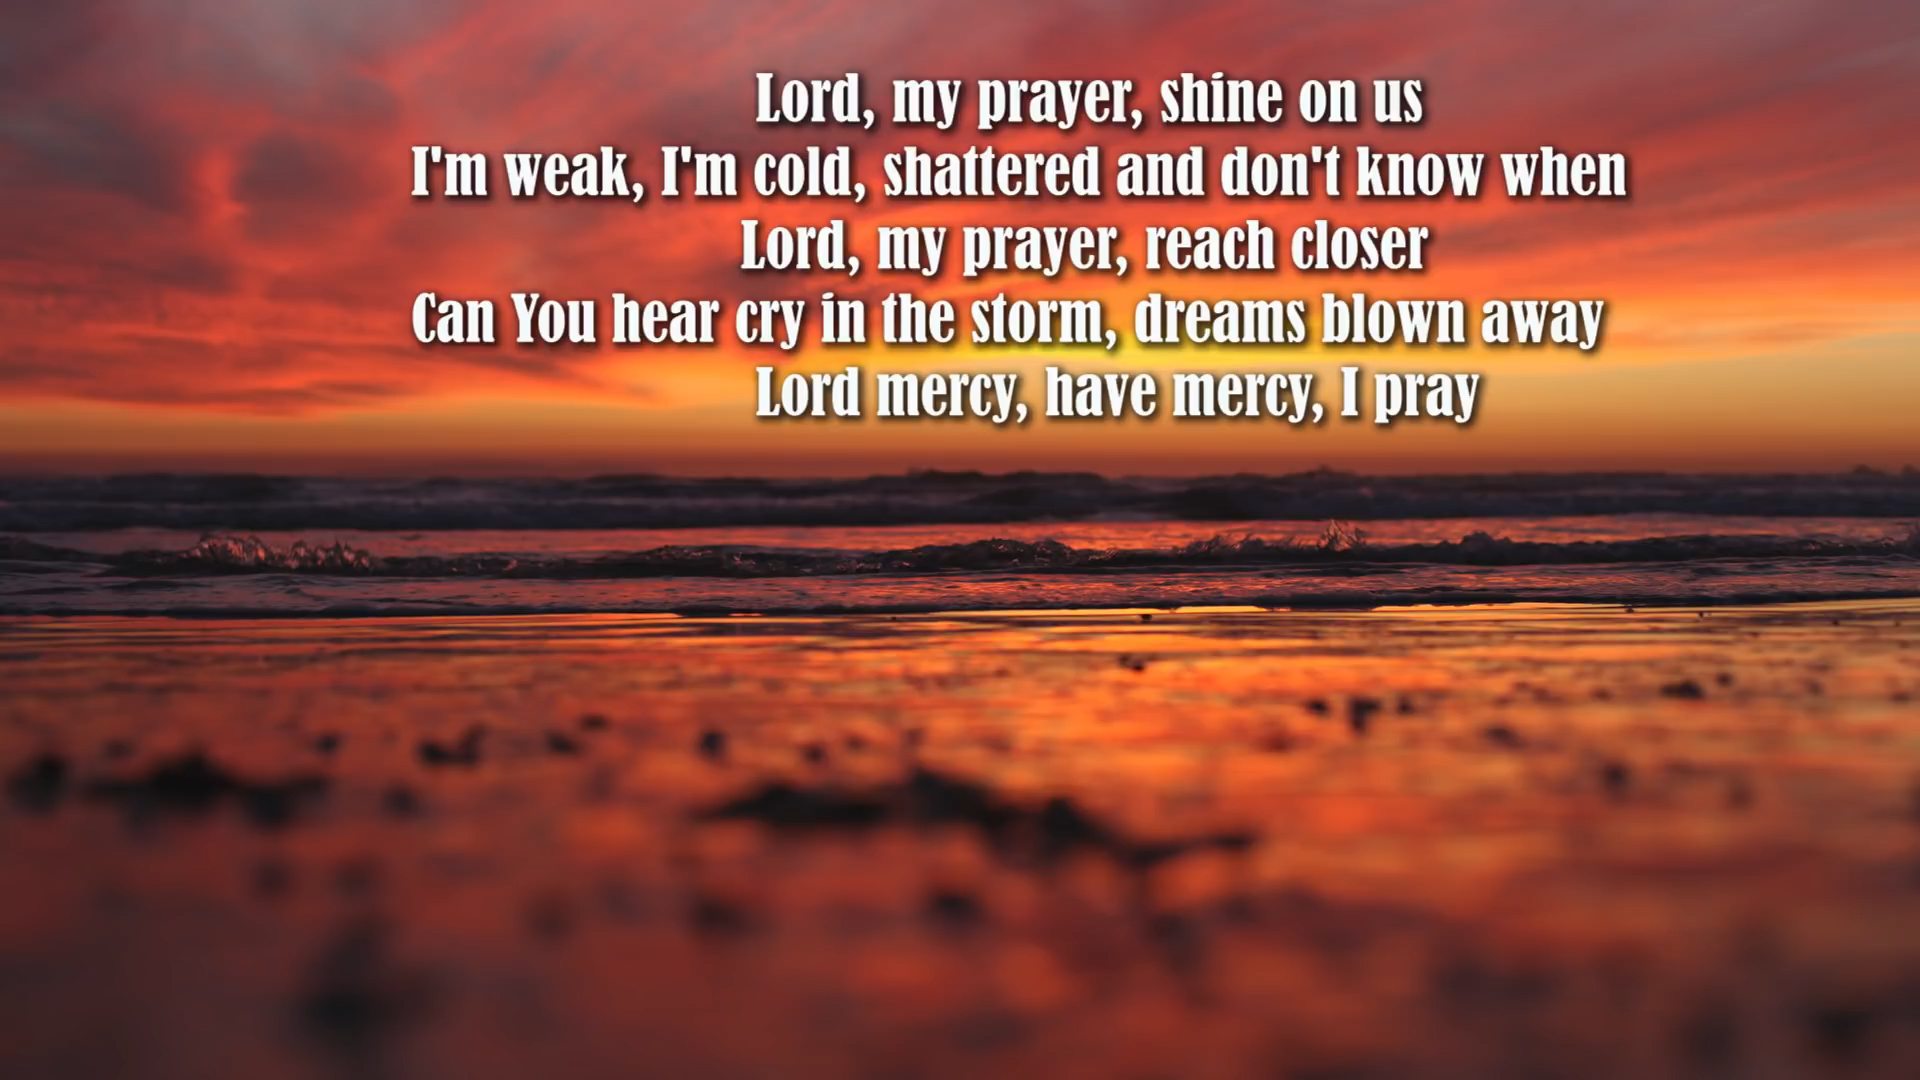 Lord, my prayer, shine on us
I'm weak, I'm cold, shattered and don't know when
Lord, my prayer, reach closer
Can You hear cry in the storm, dreams blown away
Lord mercy, have mercy, I pray